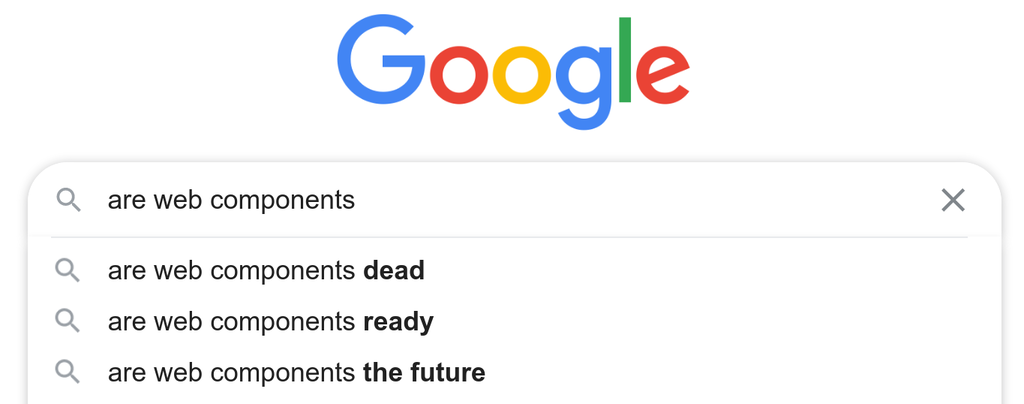 Google
are web components
are web components dead
are web components ready
are web components the future